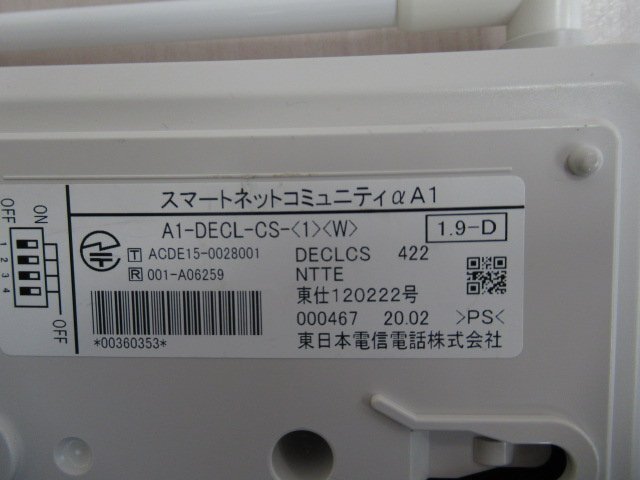 スマートネットコミュニティαA1
A1-DECL-CS-<1><W>
1.9-D
T ACDE15-0028001
R 001-A06259
DECLCS 422
NTTE
東仕120222号
000467 20.02 >PS<
東日本電信電話株式会社
*00360353*
OFF ON
1
2
3
4
OFF